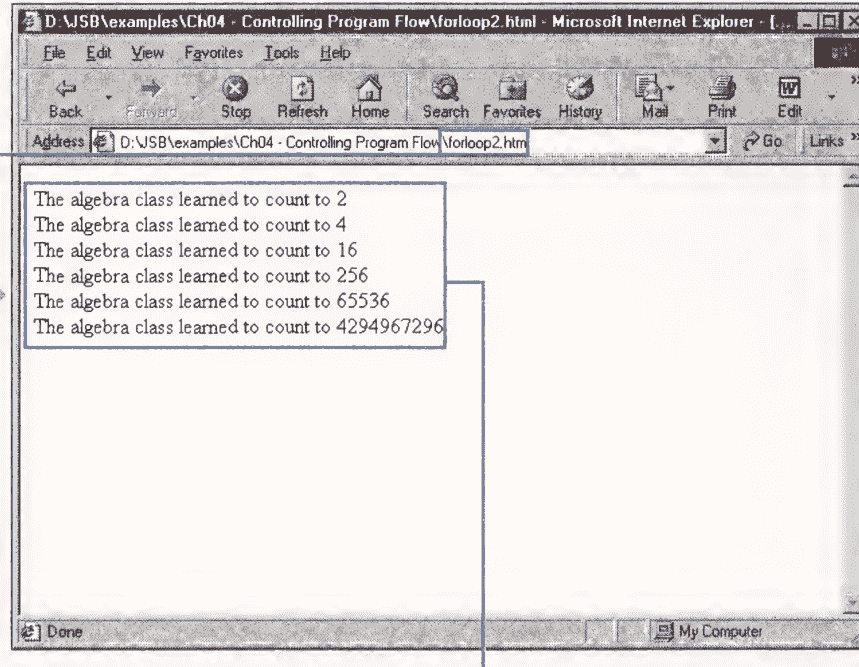 D:\JSB\examples\Ch04 - Controlling Program Flow\forloop2.html - Microsoft Internet Explorer - [...
File Edit View Favorites Tools Help
Back Forward Stop Refresh Home Search Favorites History Mail Print Edit
Address D:\JSB\examples\Ch04 - Controlling Program Flow\forloop2.htm Go Links »
The algebra class learned to count to 2
The algebra class learned to count to 4
The algebra class learned to count to 16
The algebra class learned to count to 256
The algebra class learned to count to 65536
The algebra class learned to count to 4294967296
Done My Computer